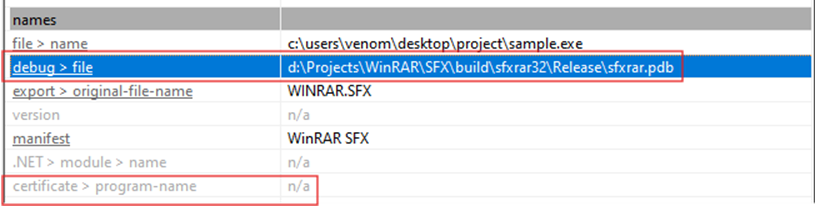 names
file > name c:\users\venom\desktop\project\sample.exe
debug > file d:\Projects\WinRAR\SFX\build\sfxrar32\Release\sfxrar.pdb
export > original-file-name WINRAR.SFX
version n/a
manifest WinRAR SFX
.NET > module > name n/a
certificate > program-name n/a